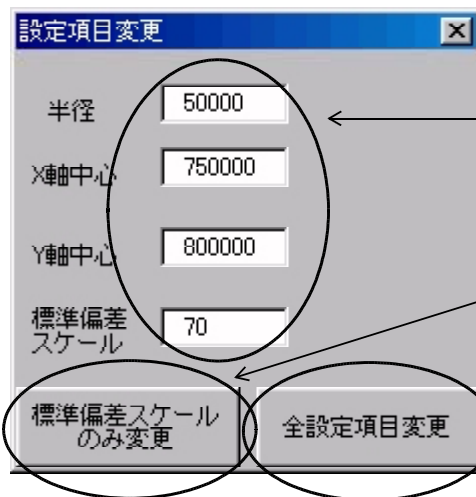 設定項目変更
半径 50000
X軸中心 750000
Y軸中心 800000
標準偏差
スケール 70
標準偏差スケール
のみ変更
全設定項目変更